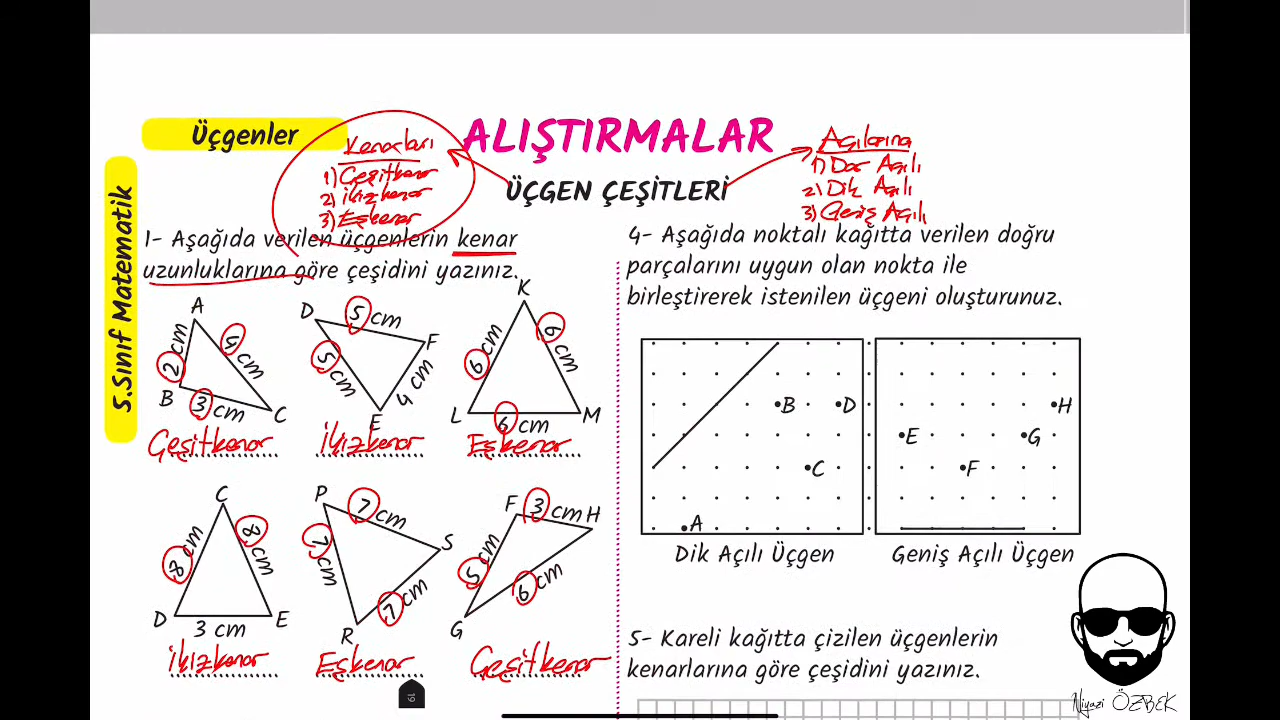 Üçgenler
5.Sınıf Matematik
ALIŞTIRMALAR
ÜÇGEN ÇEŞİTLERİ
Kenarları
1) Çeşitkenar
2) İkizkenar
3) Eşkenar
Açılarına
1) Dar Açılı
2) Dik Açılı
3) Geniş Açılı
1- Aşağıda verilen üçgenlerin kenar
uzunluklarına göre çeşidini yazınız.
A
2 cm
4 cm
B
3 cm
C
Çeşitkenar
D
5 cm
F
5 cm
4 cm
E
İkizkenar
K
6 cm
6 cm
L
6 cm
M
Eşkenar
C
8 cm
8 cm
D
3 cm
E
İkizkenar
P
7 cm
S
7 cm
7 cm
R
Eşkenar
F
3 cm
H
5 cm
6 cm
G
Çeşitkenar
19
4- Aşağıda noktalı kağıtta verilen doğru
parçalarını uygun olan nokta ile
birleştirerek istenilen üçgeni oluşturunuz.
B
D
C
A
Dik Açılı Üçgen
H
E
G
F
Geniş Açılı Üçgen
5- Kareli kağıtta çizilen üçgenlerin
kenarlarına göre çeşidini yazınız.
Niyazi ÖZBEK